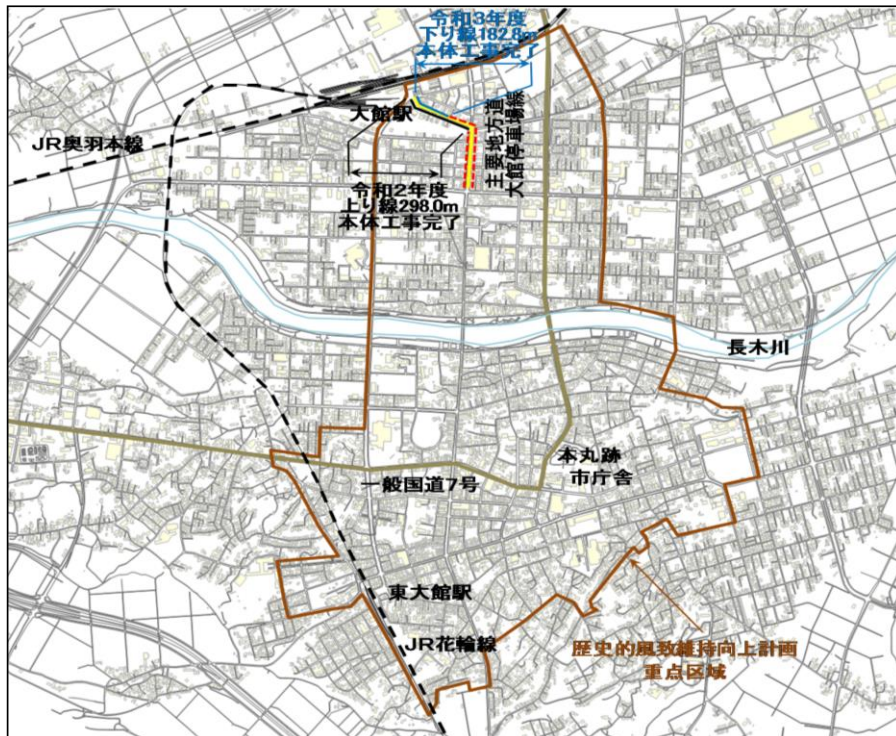 令和3年度
下り線182.8m
本体工事完了
大館駅
JR奥羽本線
主要地方道
大館停車場線
令和2年度
上り線298.0m
本体工事完了
長木川
本丸跡
市庁舎
一般国道7号
東大館駅
JR花輪線
歴史的風致維持向上計画
重点区域